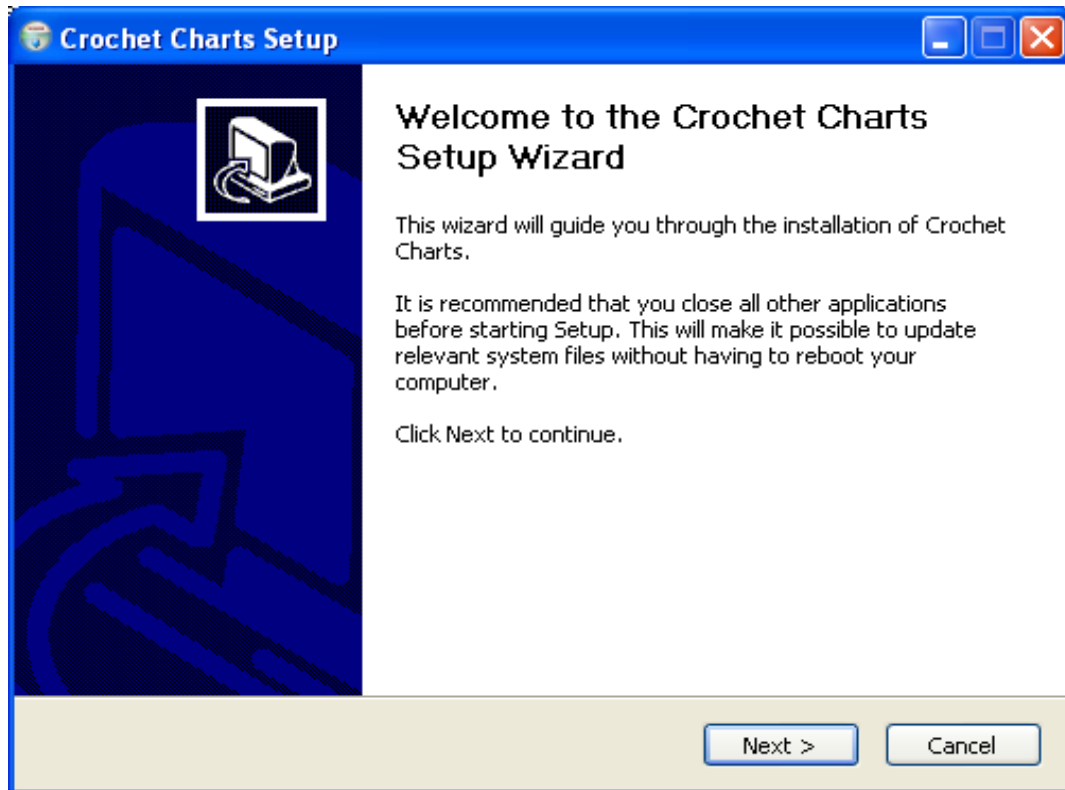 Crochet Charts Setup
Welcome to the Crochet Charts
Setup Wizard
This wizard will guide you through the installation of Crochet
Charts.
It is recommended that you close all other applications
before starting Setup. This will make it possible to update
relevant system files without having to reboot your
computer.
Click Next to continue.
Next >
Cancel